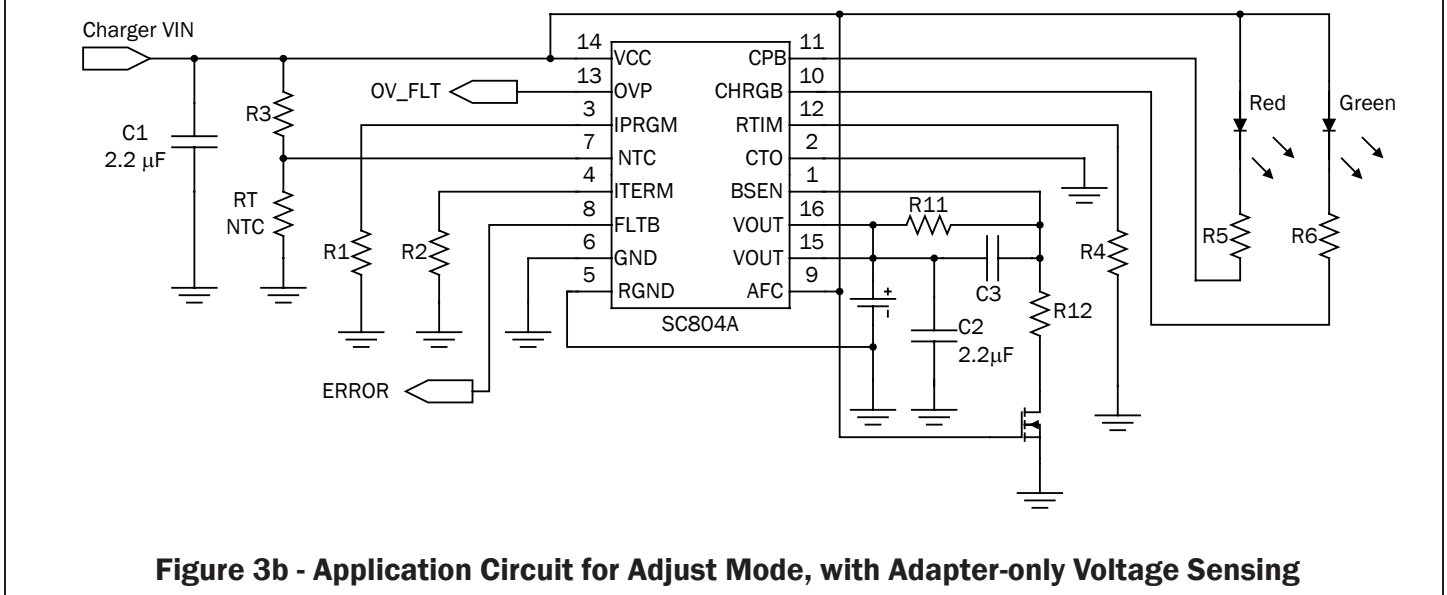 Charger VIN
C1
2.2 μF
R3
RT
NTC
OV_FLT
R1
R2
ERROR
14
VCC
13
OVP
3
IPRGM
7
NTC
4
ITERM
8
FLTB
6
GND
5
RGND
11
CPB
10
CHRGB
12
RTIM
2
CTO
1
BSEN
16
VOUT
15
VOUT
9
AFC
SC804A
R11
C3
+
C2
2.2μF
R12
R4
R5
R6
Red
Green
Figure 3b - Application Circuit for Adjust Mode, with Adapter-only Voltage Sensing